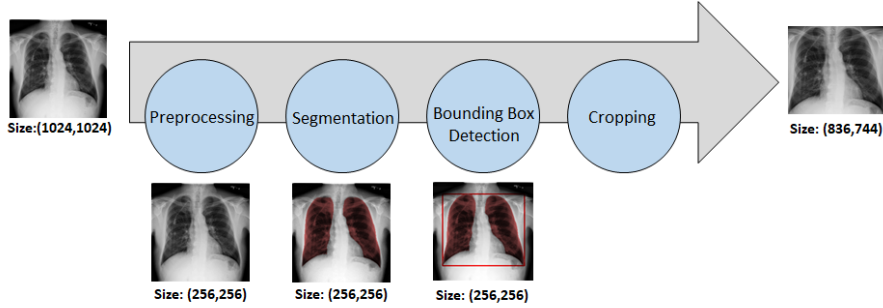 Preprocessing
Segmentation
Bounding Box
Detection
Cropping
Size:(1024,1024)
Size: (836,744)
Size: (256,256)
Size: (256,256)
Size: (256,256)